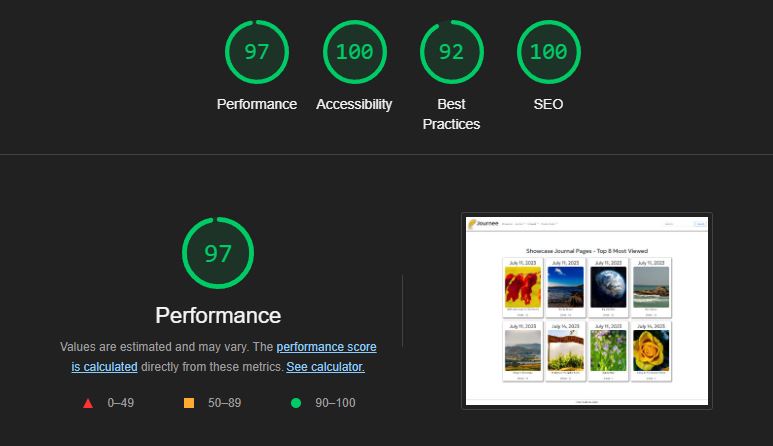 97 100 92 100
Performance Accessibility Best Practices SEO
97
Performance
Values are estimated and may vary. The performance score
is calculated directly from these metrics. See calculator.
0–49 50–89 90–100
Journee
Showcase Journal Pages - Top 8 Most Viewed
July 11, 2023 July 11, 2023 July 11, 2023 July 11, 2023
July 11, 2023 July 14, 2023 July 14, 2023 July 14, 2023